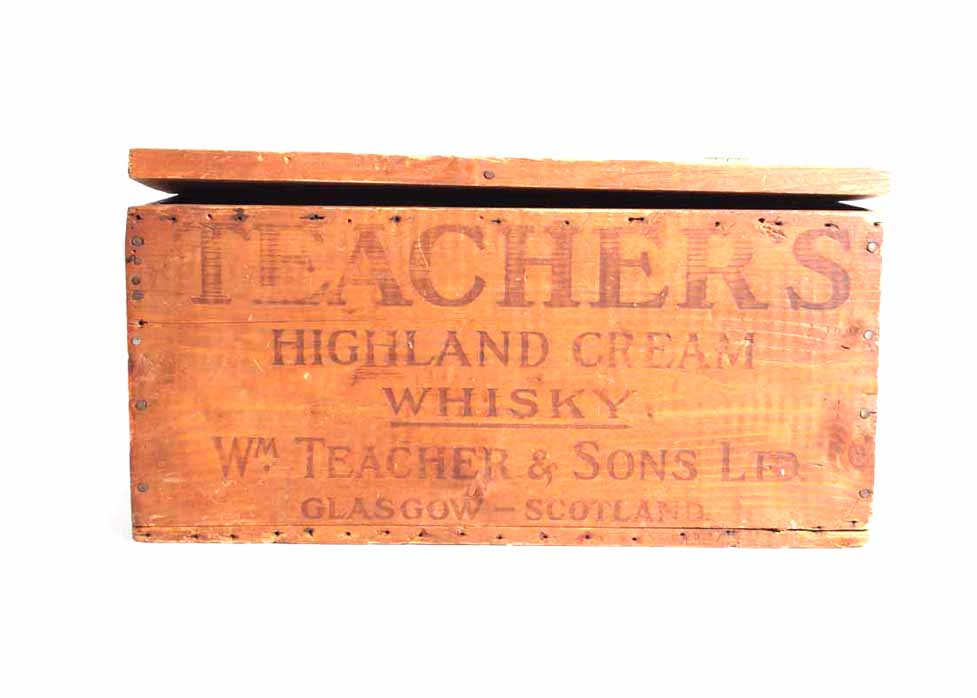 TEACHER'S
HIGHLAND CREAM
WHISKY.
WM. TEACHER & SONS LTD.
GLASGOW – SCOTLAND.